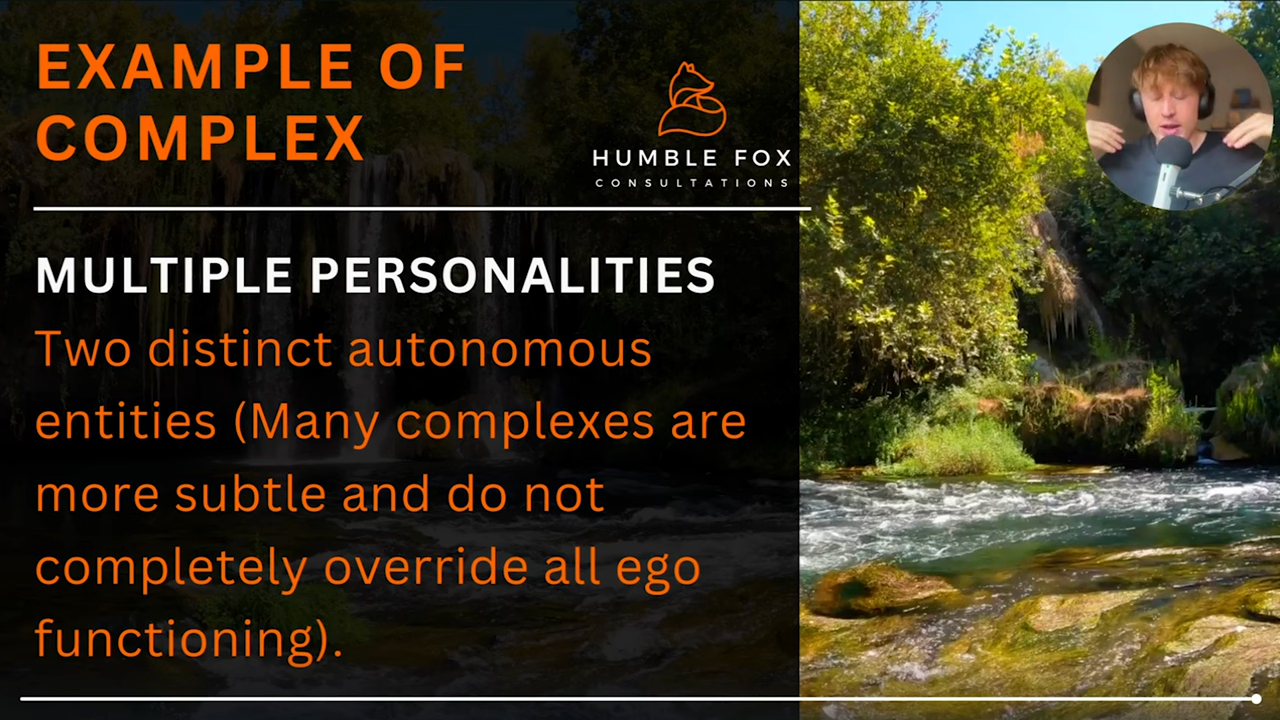 EXAMPLE OF
COMPLEX
HUMBLE FOX
CONSULTATIONS
MULTIPLE PERSONALITIES
Two distinct autonomous
entities (Many complexes are
more subtle and do not
completely override all ego
functioning).